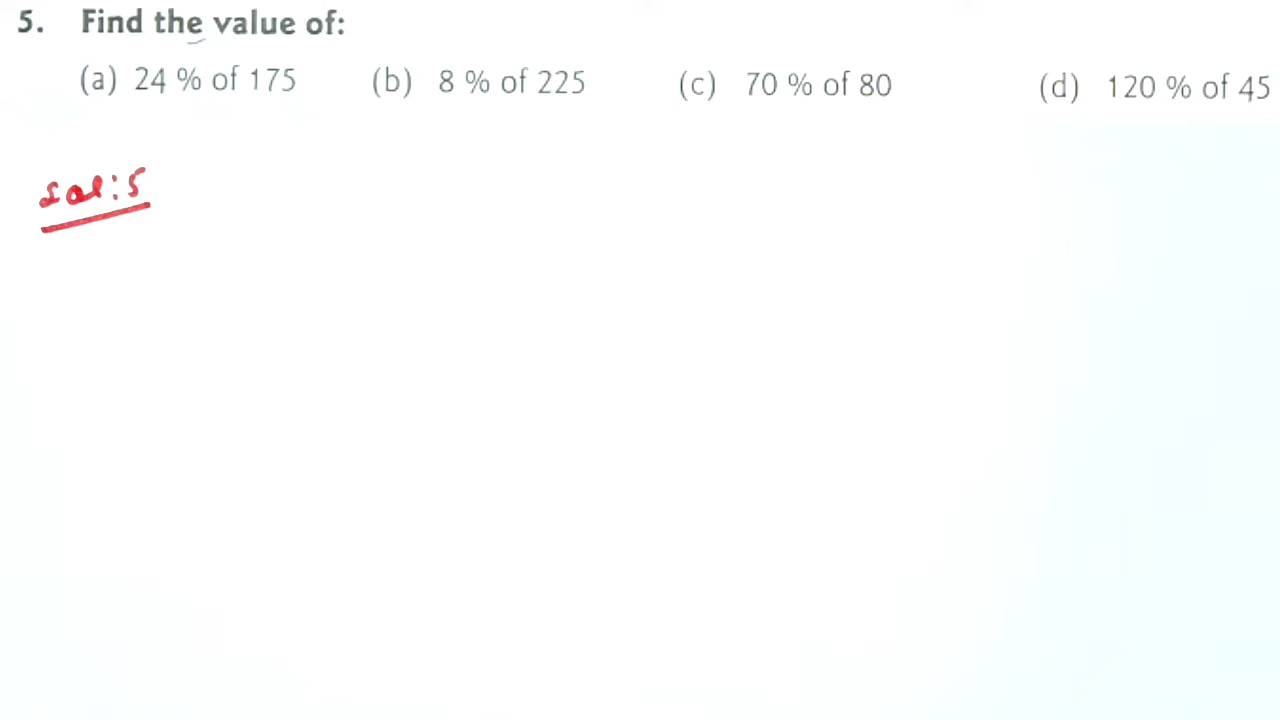 5. Find the value of:
(a) 24 % of 175 (b) 8 % of 225 (c) 70 % of 80 (d) 120 % of 45
Sol:5